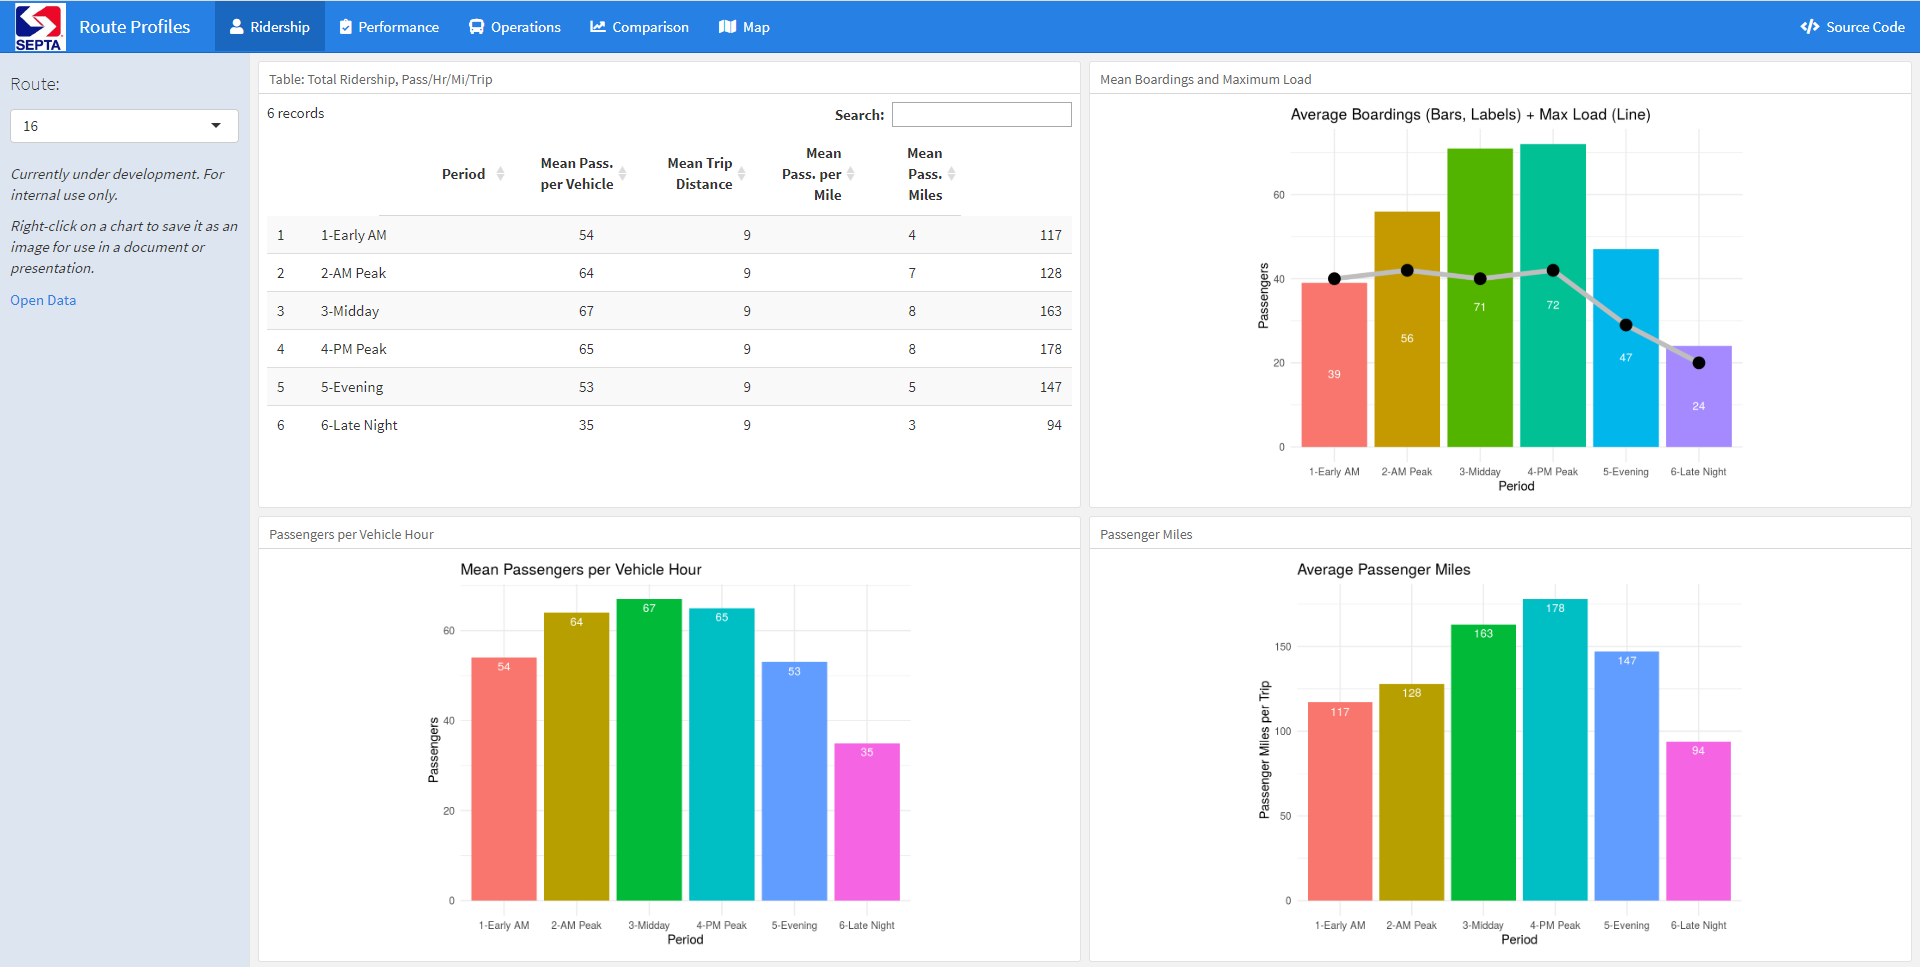 SEPTA
Route Profiles
Ridership
Performance
Operations
Comparison
Map
Source Code
Route:
16
Currently under development. For
internal use only.
Right-click on a chart to save it as an
image for use in a document or
presentation.
Open Data
Table: Total Ridership, Pass/Hr/Mi/Trip
6 records
Search:
Period
Mean Pass.
per Vehicle
Mean Trip
Distance
Mean
Pass. per
Mile
Mean
Pass.
Miles
1 1-Early AM 54 9 4 117
2 2-AM Peak 64 9 7 128
3 3-Midday 67 9 8 163
4 4-PM Peak 65 9 8 178
5 5-Evening 53 9 5 147
6 6-Late Night 35 9 3 94
Mean Boardings and Maximum Load
Average Boardings (Bars, Labels) + Max Load (Line)
Passengers
60
40
20
0
39
56
71
72
47
24
1-Early AM 2-AM Peak 3-Midday 4-PM Peak 5-Evening 6-Late Night
Period
Passengers per Vehicle Hour
Mean Passengers per Vehicle Hour
Passengers
60
40
20
0
54
64
67
65
53
35
1-Early AM 2-AM Peak 3-Midday 4-PM Peak 5-Evening 6-Late Night
Period
Passenger Miles
Average Passenger Miles
Passenger Miles per Trip
150
100
50
0
117
128
163
178
147
94
1-Early AM 2-AM Peak 3-Midday 4-PM Peak 5-Evening 6-Late Night
Period